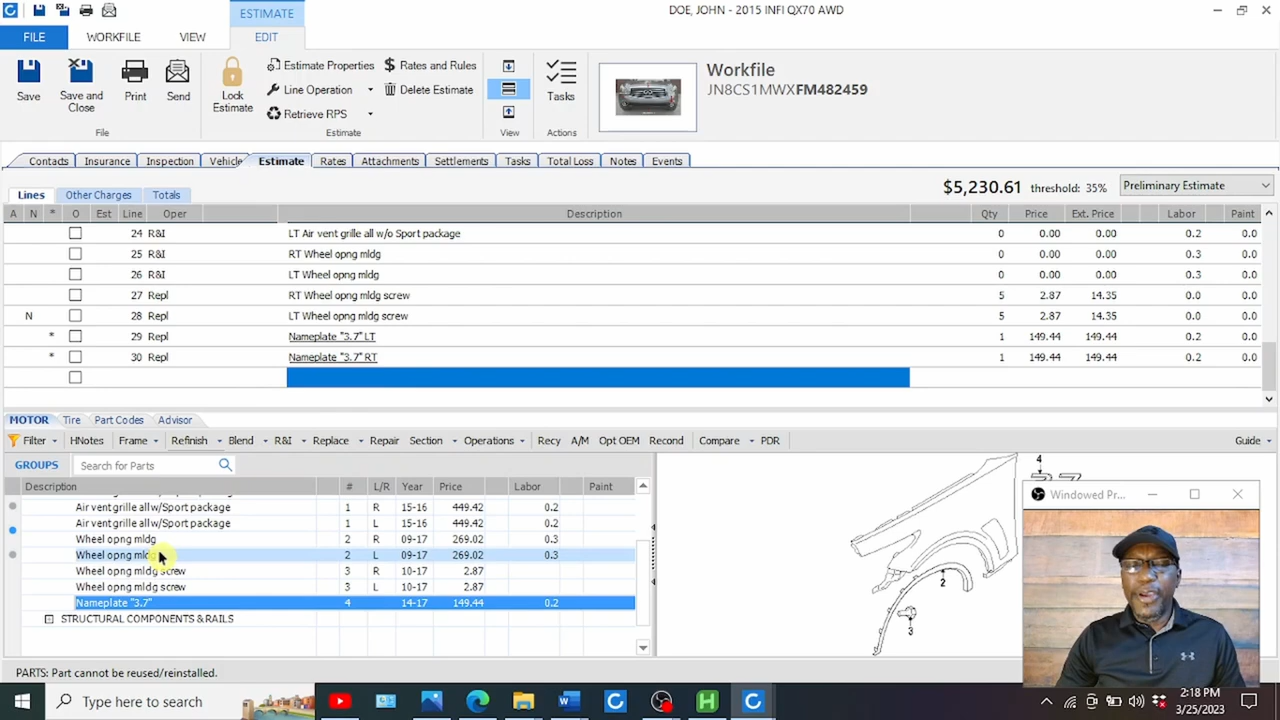 ESTIMATE
DOE, JOHN - 2015 INFI QX70 AWD
FILE WORKFILE VIEW EDIT
Save
Save and Close
Print
Send
File
Lock Estimate
Estimate Properties
Line Operation
Retrieve RPS
Rates and Rules
Delete Estimate
Estimate
View
Tasks
Actions
Workfile
JN8CS1MWXFM482459
Contacts Insurance Inspection Vehicle Estimate Rates Attachments Settlements Tasks Total Loss Notes Events
Lines Other Charges Totals $5,230.61 threshold: 35% Preliminary Estimate
A N * O Est Line Oper Description Qty Price Ext. Price Labor Paint
24 R&I LT Air vent grille all w/o Sport package 0 0.00 0.00 0.2 0.0
25 R&I RT Wheel opng mldg 0 0.00 0.00 0.3 0.0
26 R&I LT Wheel opng mldg 0 0.00 0.00 0.3 0.0
27 Repl RT Wheel opng mldg screw 5 2.87 14.35 0.0 0.0
N 28 Repl LT Wheel opng mldg screw 5 2.87 14.35 0.0 0.0
* 29 Repl Nameplate "3.7" LT 1 149.44 149.44 0.2 0.0
* 30 Repl Nameplate "3.7" RT 1 149.44 149.44 0.2 0.0
MOTOR Tire Part Codes Advisor
Filter HNotes Frame Refinish Blend R&I Replace Repair Section Operations Recy A/M Opt OEM Recond Compare PDR Guide
GROUPS Search for Parts
Description # L/R Year Price Labor Paint
Air vent grille all w/Sport package 1 R 15-16 449.42 0.2
Air vent grille all w/Sport package 1 L 15-16 449.42 0.2
Wheel opng mldg 2 R 09-17 269.02 0.3
Wheel opng mldg 2 L 09-17 269.02 0.3
Wheel opng mldg screw 3 R 10-17 2.87
Wheel opng mldg screw 3 L 10-17 2.87
Nameplate "3.7" 4 14-17 149.44 0.2
STRUCTURAL COMPONENTS & RAILS
4
2
3
Windowed Pr...
PARTS: Part cannot be reused/reinstalled.
Type here to search
2:18 PM
3/25/2023